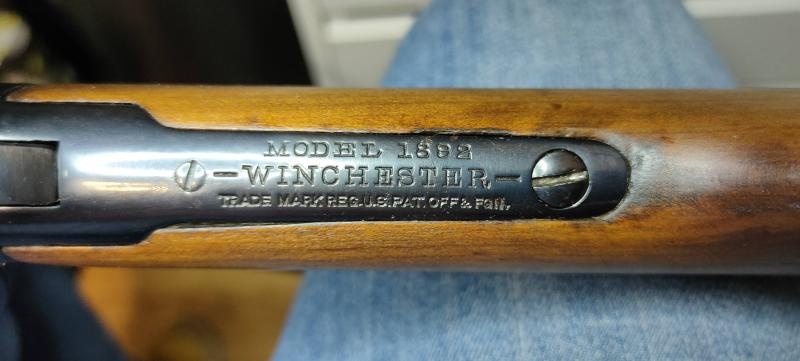 MODEL 1892
-WINCHESTER-
TRADE MARK REG.U.S.PAT. OFF & FGN.